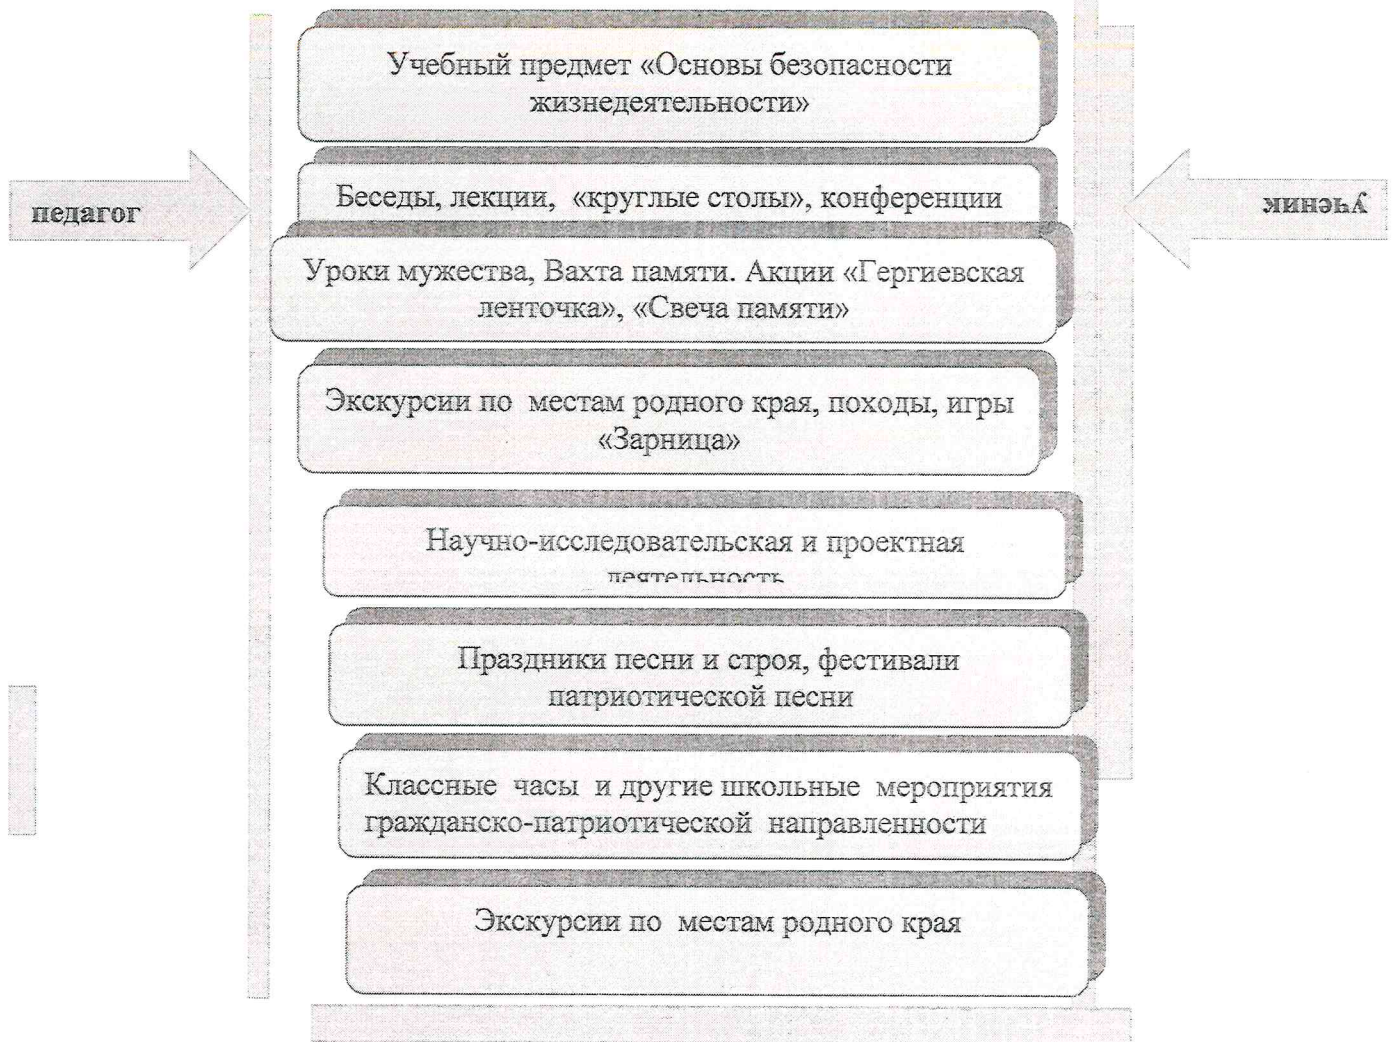 Учебный предмет «Основы безопасности
жизнедеятельности»
Беседы, лекции, «круглые столы», конференции
педагог
ученик
Уроки мужества, Вахта памяти. Акции «Гергиевская
ленточка», «Свеча памяти»
Экскурсии по местам родного края, походы, игры
«Зарница»
Научно-исследовательская и проектная
деятельность
Праздники песни и строя, фестивали
патриотической песни
Классные часы и другие школьные мероприятия
гражданско-патриотической направленности
Экскурсии по местам родного края